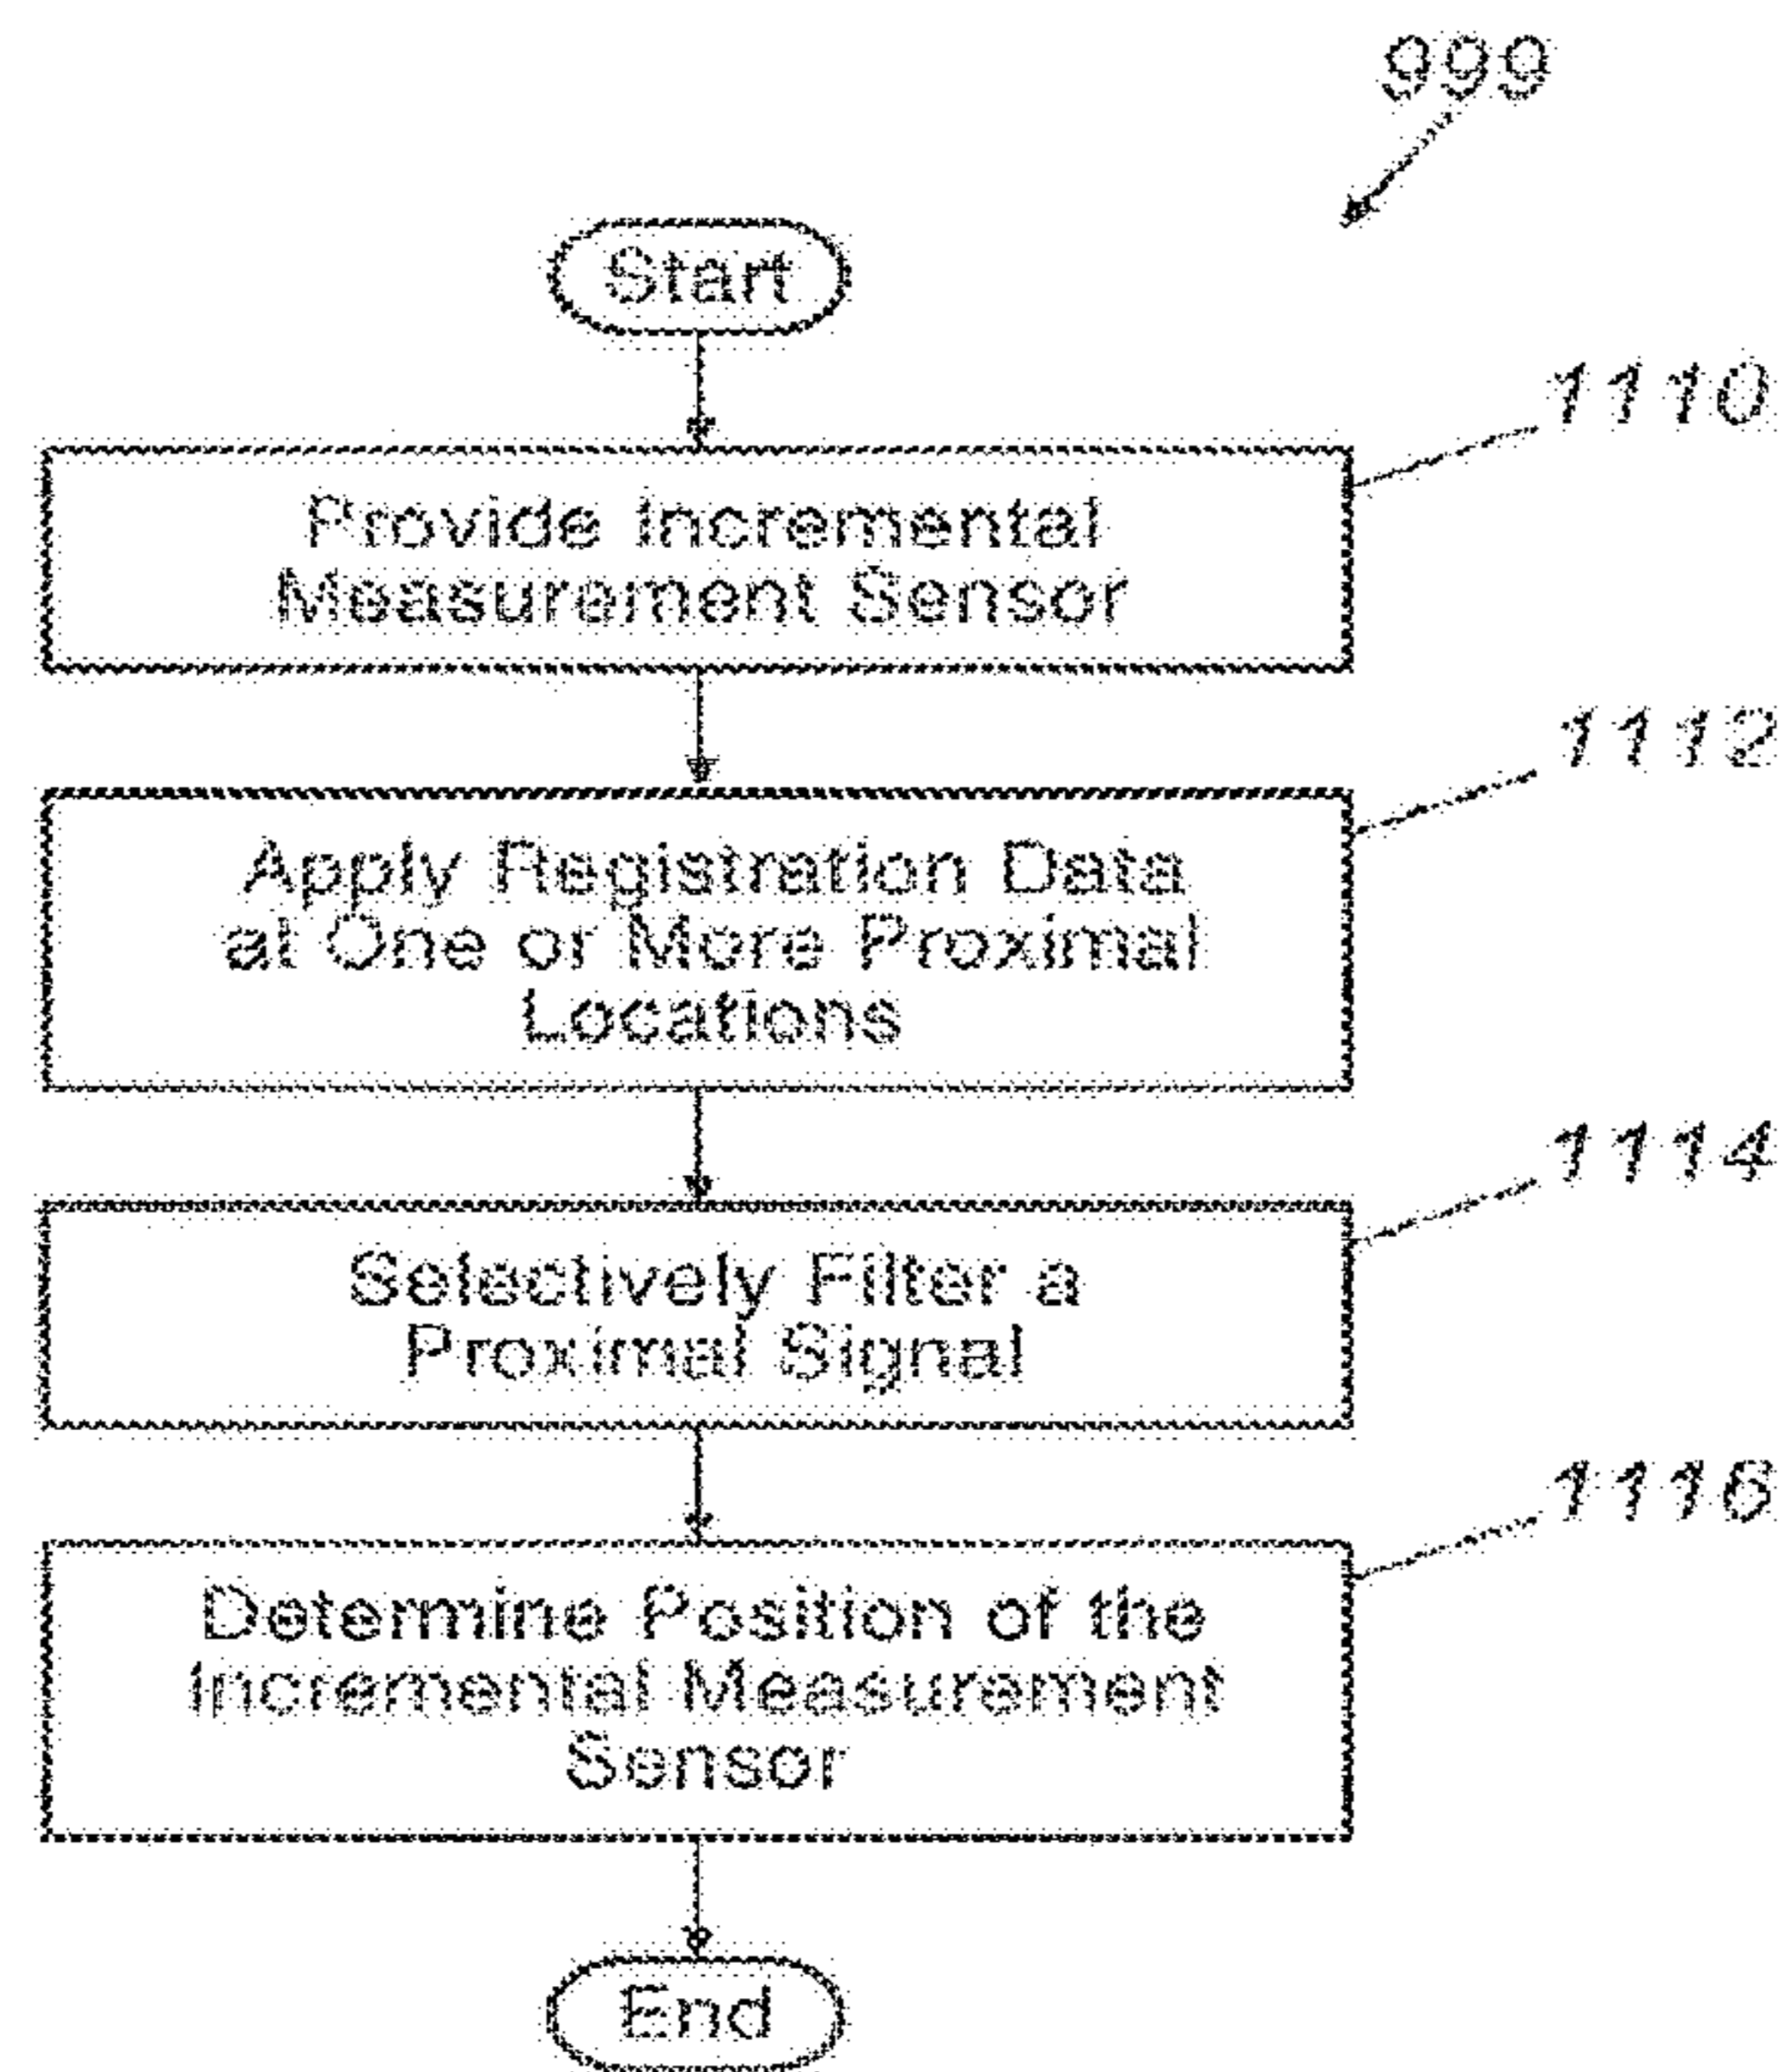 999
Start
1110
Provide Incremental
Measurement Sensor
1112
Apply Registration Data
at One or More Proximal
Locations
1114
Selectively Filter a
Proximal Signal
1116
Determine Position of the
Incremental Measurement
Sensor
End